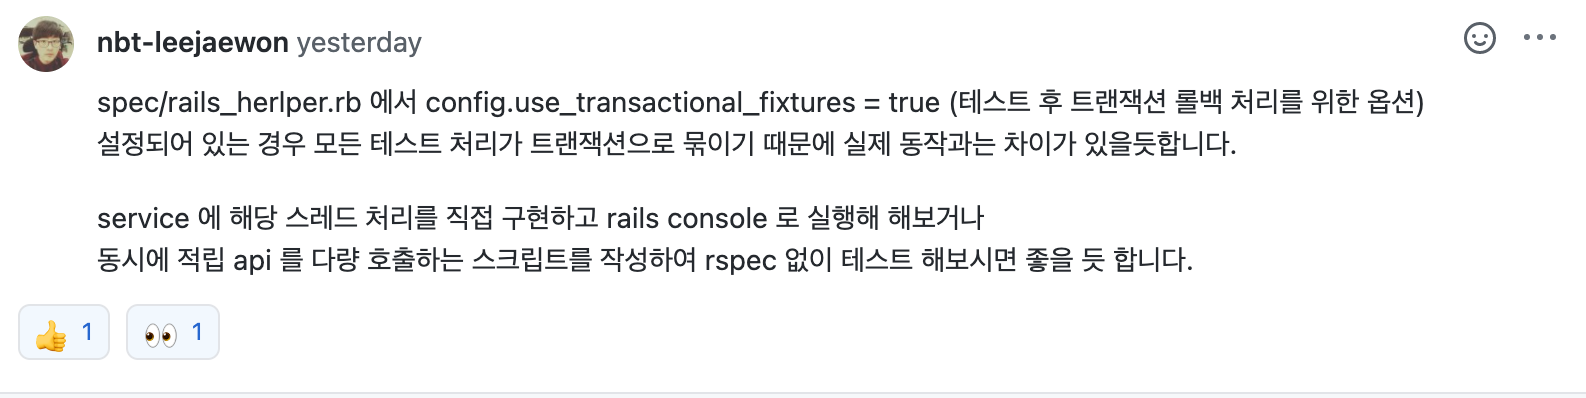 nbt-leejaewon yesterday
spec/rails_herlper.rb 에서 config.use_transactional_fixtures = true (테스트 후 트랜잭션 롤백 처리를 위한 옵션)
설정되어 있는 경우 모든 테스트 처리가 트랜잭션으로 묶이기 때문에 실제 동작과는 차이가 있을듯합니다.
service 에 해당 스레드 처리를 직접 구현하고 rails console 로 실행해 해보거나
동시에 적립 api 를 다량 호출하는 스크립트를 작성하여 rspec 없이 테스트 해보시면 좋을 듯 합니다.
👍 1 👀 1